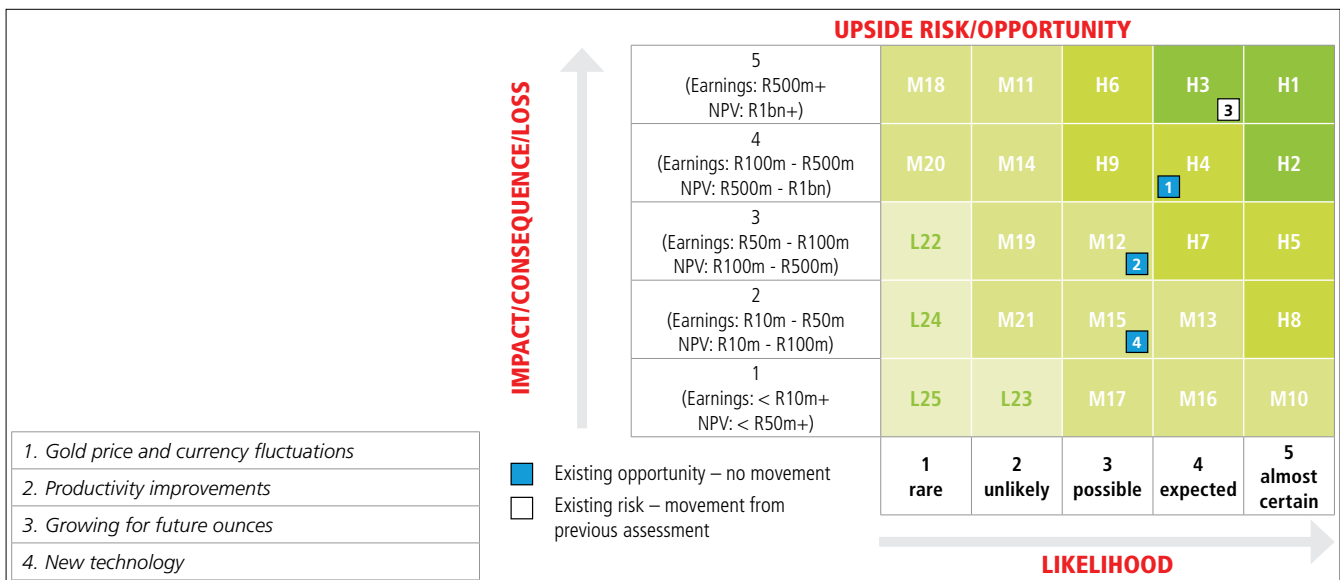 UPSIDE RISK/OPPORTUNITY
IMPACT/CONSEQUENCE/LOSS
5
(Earnings: R500m+
NPV: R1bn+)
M18
M11
H6
H3
3
H1
4
(Earnings: R100m - R500m
NPV: R500m - R1bn)
M20
M14
H9
H4
1
H2
3
(Earnings: R50m - R100m
NPV: R100m - R500m)
L22
M19
M12
2
H7
H5
2
(Earnings: R10m - R50m
NPV: R10m - R100m)
L24
M21
M15
4
M13
H8
1
(Earnings: < R10m+
NPV: < R50m+)
L25
L23
M17
M16
M10
1
rare
2
unlikely
3
possible
4
expected
5
almost
certain
LIKELIHOOD
Existing opportunity – no movement
Existing risk – movement from
previous assessment
1. Gold price and currency fluctuations
2. Productivity improvements
3. Growing for future ounces
4. New technology